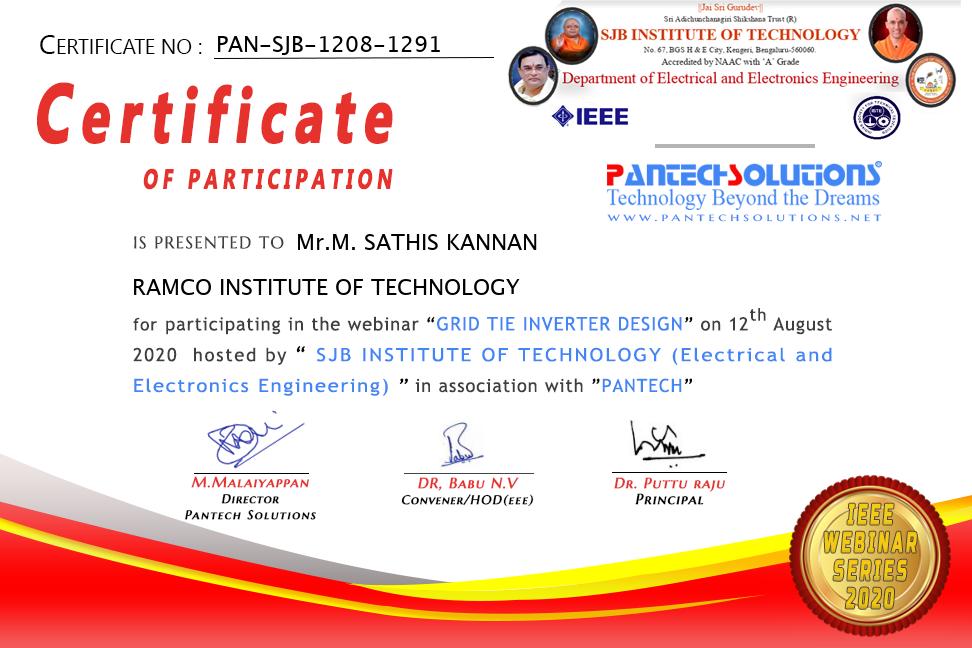 CERTIFICATE NO : PAN-SJB-1208-1291
||Jai Sri Gurudev||
Sri Adichunchanagiri Shikshana Trust (R)
SJB INSTITUTE OF TECHNOLOGY
No. 67, BGS H & E City, Kengeri, Bengaluru-560060.
Accredited by NAAC with 'A' Grade
Department of Electrical and Electronics Engineering
IEEE
Certificate
OF PARTICIPATION
PANTECH SOLUTIONS
Technology Beyond the Dreams
WWW.PANTECHSOLUTIONS.NET
IS PRESENTED TO Mr.M. SATHIS KANNAN
RAMCO INSTITUTE OF TECHNOLOGY
for participating in the webinar “GRID TIE INVERTER DESIGN” on 12th August
2020 hosted by “ SJB INSTITUTE OF TECHNOLOGY (Electrical and
Electronics Engineering) ” in association with ”PANTECH”
M.MALAIYAPPAN
DIRECTOR
PANTECH SOLUTIONS
DR, BABU N.V
CONVENER/HOD(EEE)
DR. PUTTU RAJU
PRINCIPAL
IEEE
WEBINAR
SERIES
2020